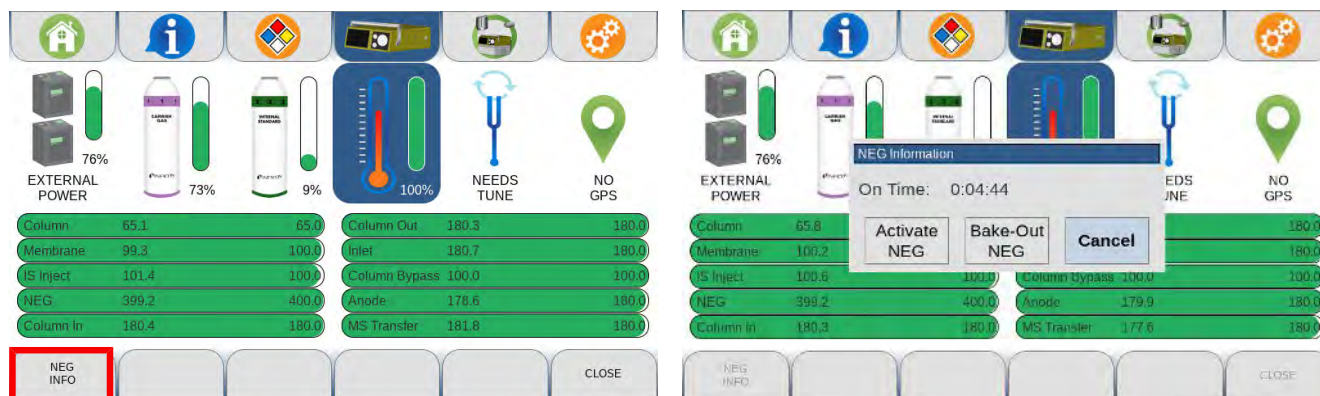 CARRIER GAS
INTERNAL STANDARD
76%
73%
9%
100%
EXTERNAL POWER
NEEDS TUNE
NO GPS
Column 65.1 65.0 Column Out 180.3 180.0
Membrane 99.3 100.0 Inlet 180.7 180.0
IS Inject 101.4 100.0 Column Bypass 100.0 100.0
NEG 399.2 400.0 Anode 178.6 180.0
Column In 180.4 180.0 MS Transfer 181.8 180.0
NEG INFO
CLOSE
76%
EXTERNAL POWER
EDS
NO GPS
NEG Information
On Time: 0:04:44
Activate NEG
Bake-Out NEG
Cancel
Column 65.8 180.0
Membrane 100.2 180.0
IS Inject 100.6 100.0 Column Bypass 100.0 100.0
NEG 399.2 400.0 Anode 179.9 180.0
Column In 180.3 180.0 MS Transfer 177.6 180.0
NEG INFO
CLOSE